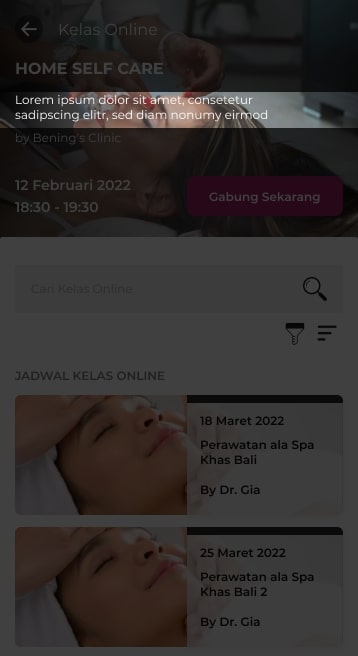 Kelas Online
HOME SELF CARE
Lorem ipsum dolor sit amet, consetetur
sadipscing elitr, sed diam nonumy eirmod
by Bening's Clinic
12 Februari 2022
18:30 - 19:30
Gabung Sekarang
Cari Kelas Online
JADWAL KELAS ONLINE
18 Maret 2022
Perawatan ala Spa
Khas Bali
By Dr. Gia
25 Maret 2022
Perawatan ala Spa
Khas Bali 2
By Dr. Gia